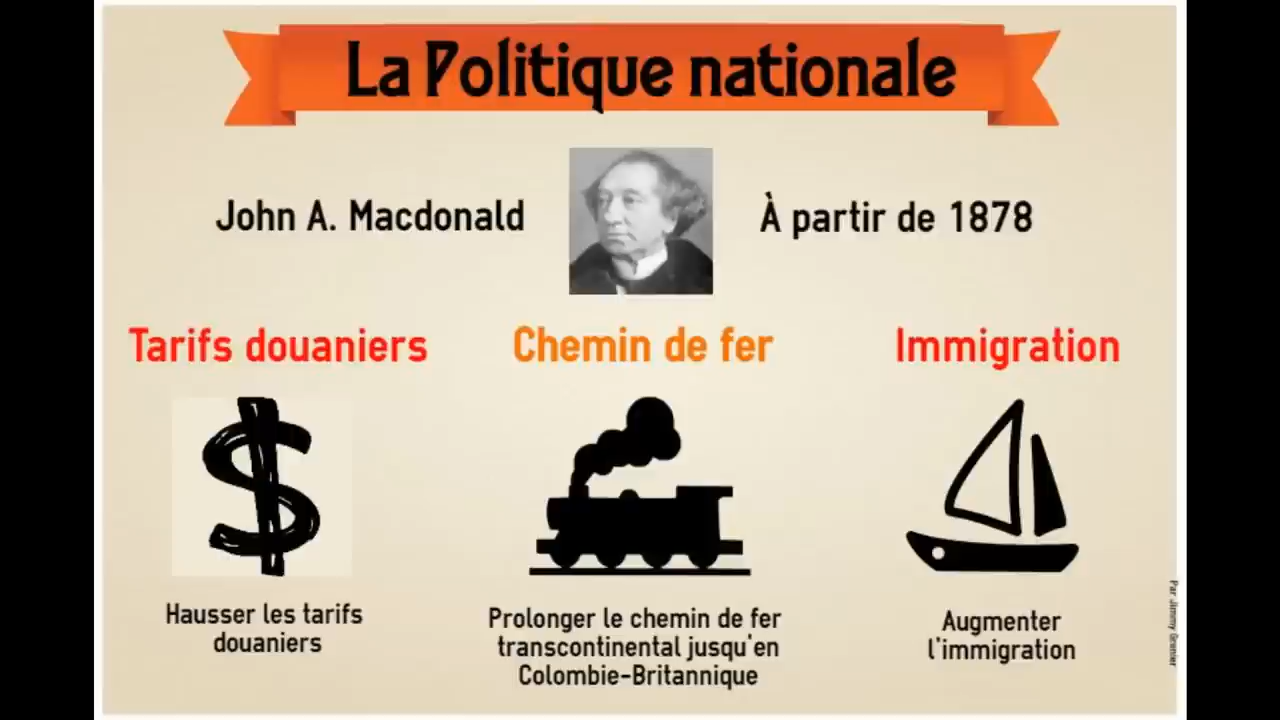 La Politique nationale
John A. Macdonald
À partir de 1878
Tarifs douaniers
Chemin de fer
Immigration
Hausser les tarifs
douaniers
Prolonger le chemin de fer
transcontinental jusqu'en
Colombie-Britannique
Augmenter
l'immigration
Par Jimmy Grenier